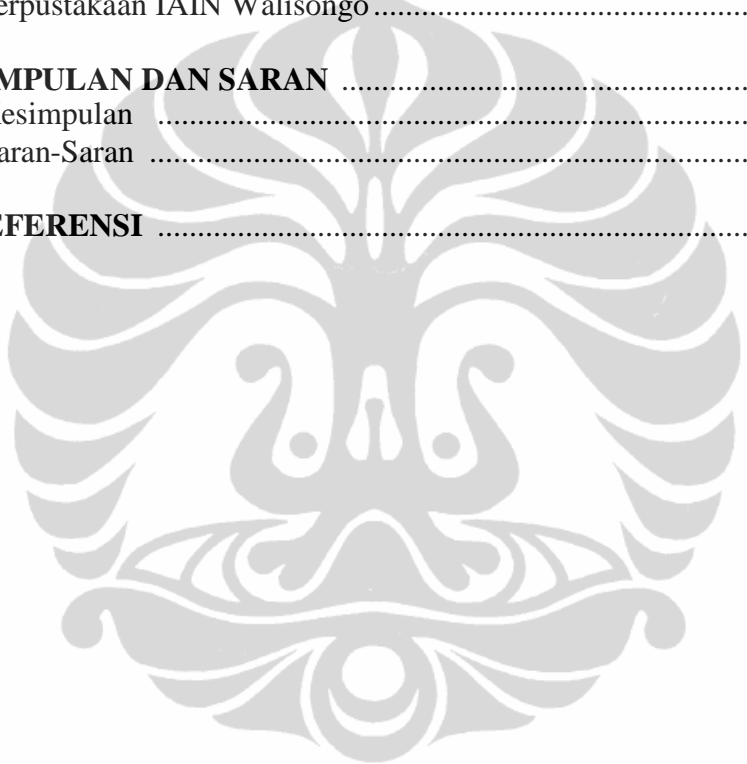 erpustakaan IAIN Walisongo................................................................
MPULAN DAN SARAN ................................................................
esimpulan ................................................................
aran-Saran ................................................................
EFERENSI ................................................................